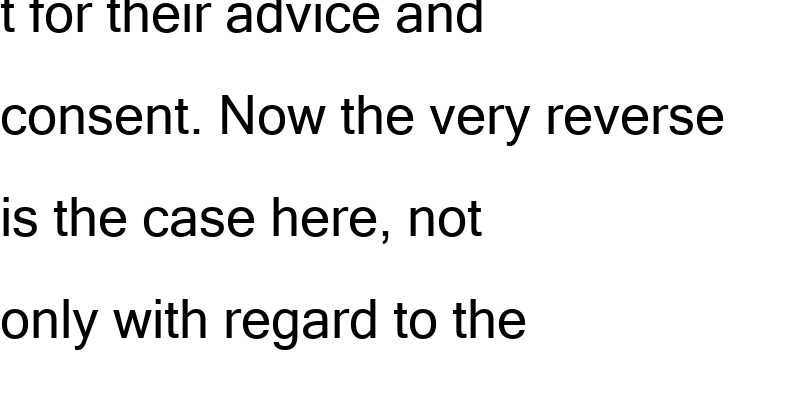 t for their advice and
consent. Now the very reverse
is the case here, not
only with regard to the